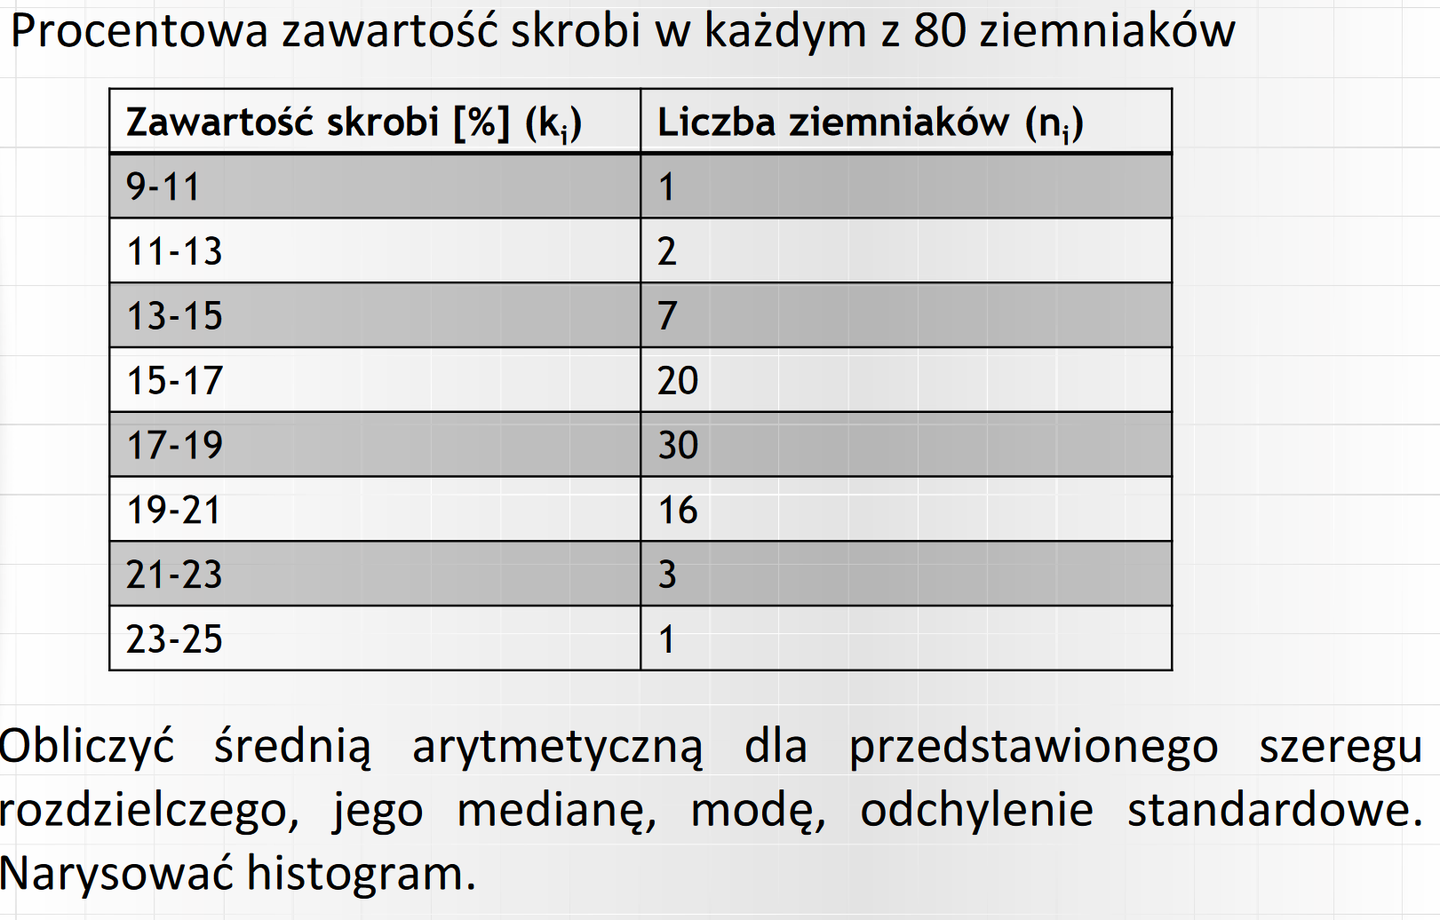 Procentowa zawartość skrobi w każdym z 80 ziemniaków
Zawartość skrobi [%] (ki) Liczba ziemniaków (ni)
9-11 1
11-13 2
13-15 7
15-17 20
17-19 30
19-21 16
21-23 3
23-25 1
Obliczyć średnią arytmetyczną dla przedstawionego szeregu
rozdzielczego, jego medianę, modę, odchylenie standardowe.
Narysować histogram.